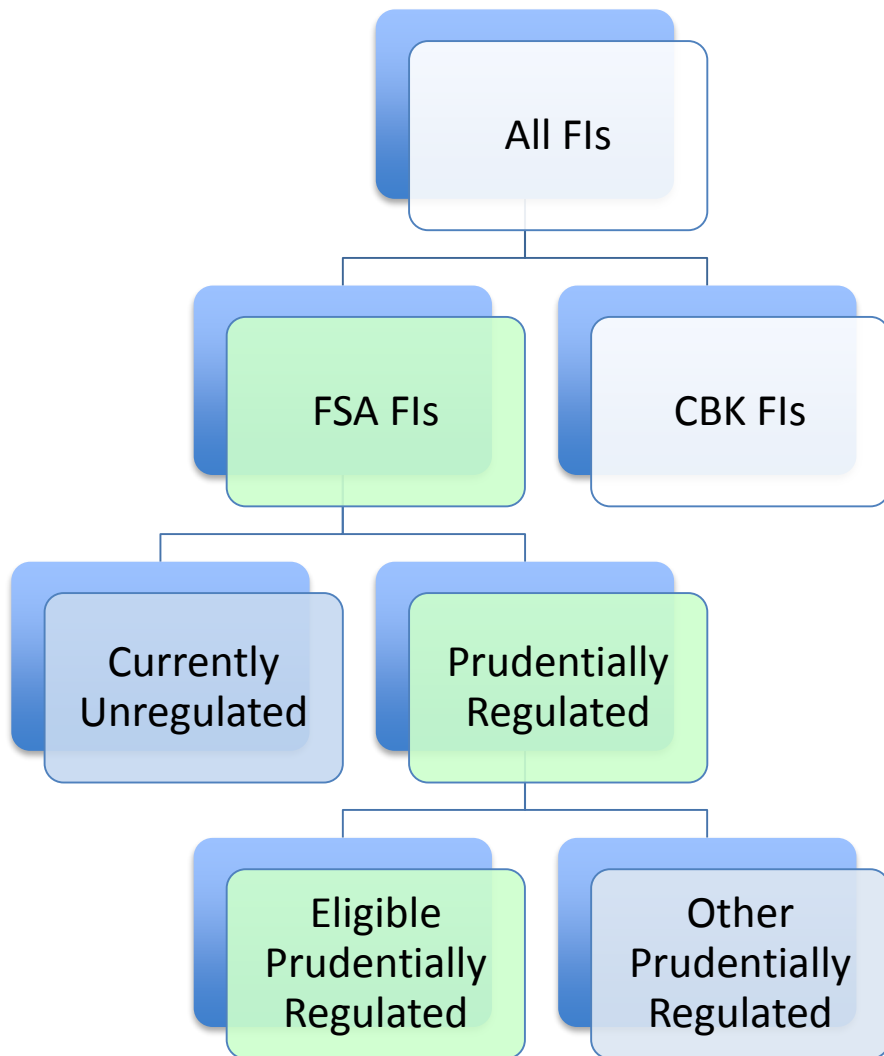 All FIs
FSA FIs
CBK FIs
Currently
Unregulated
Prudentially
Regulated
Eligible
Prudentially
Regulated
Other
Prudentially
Regulated